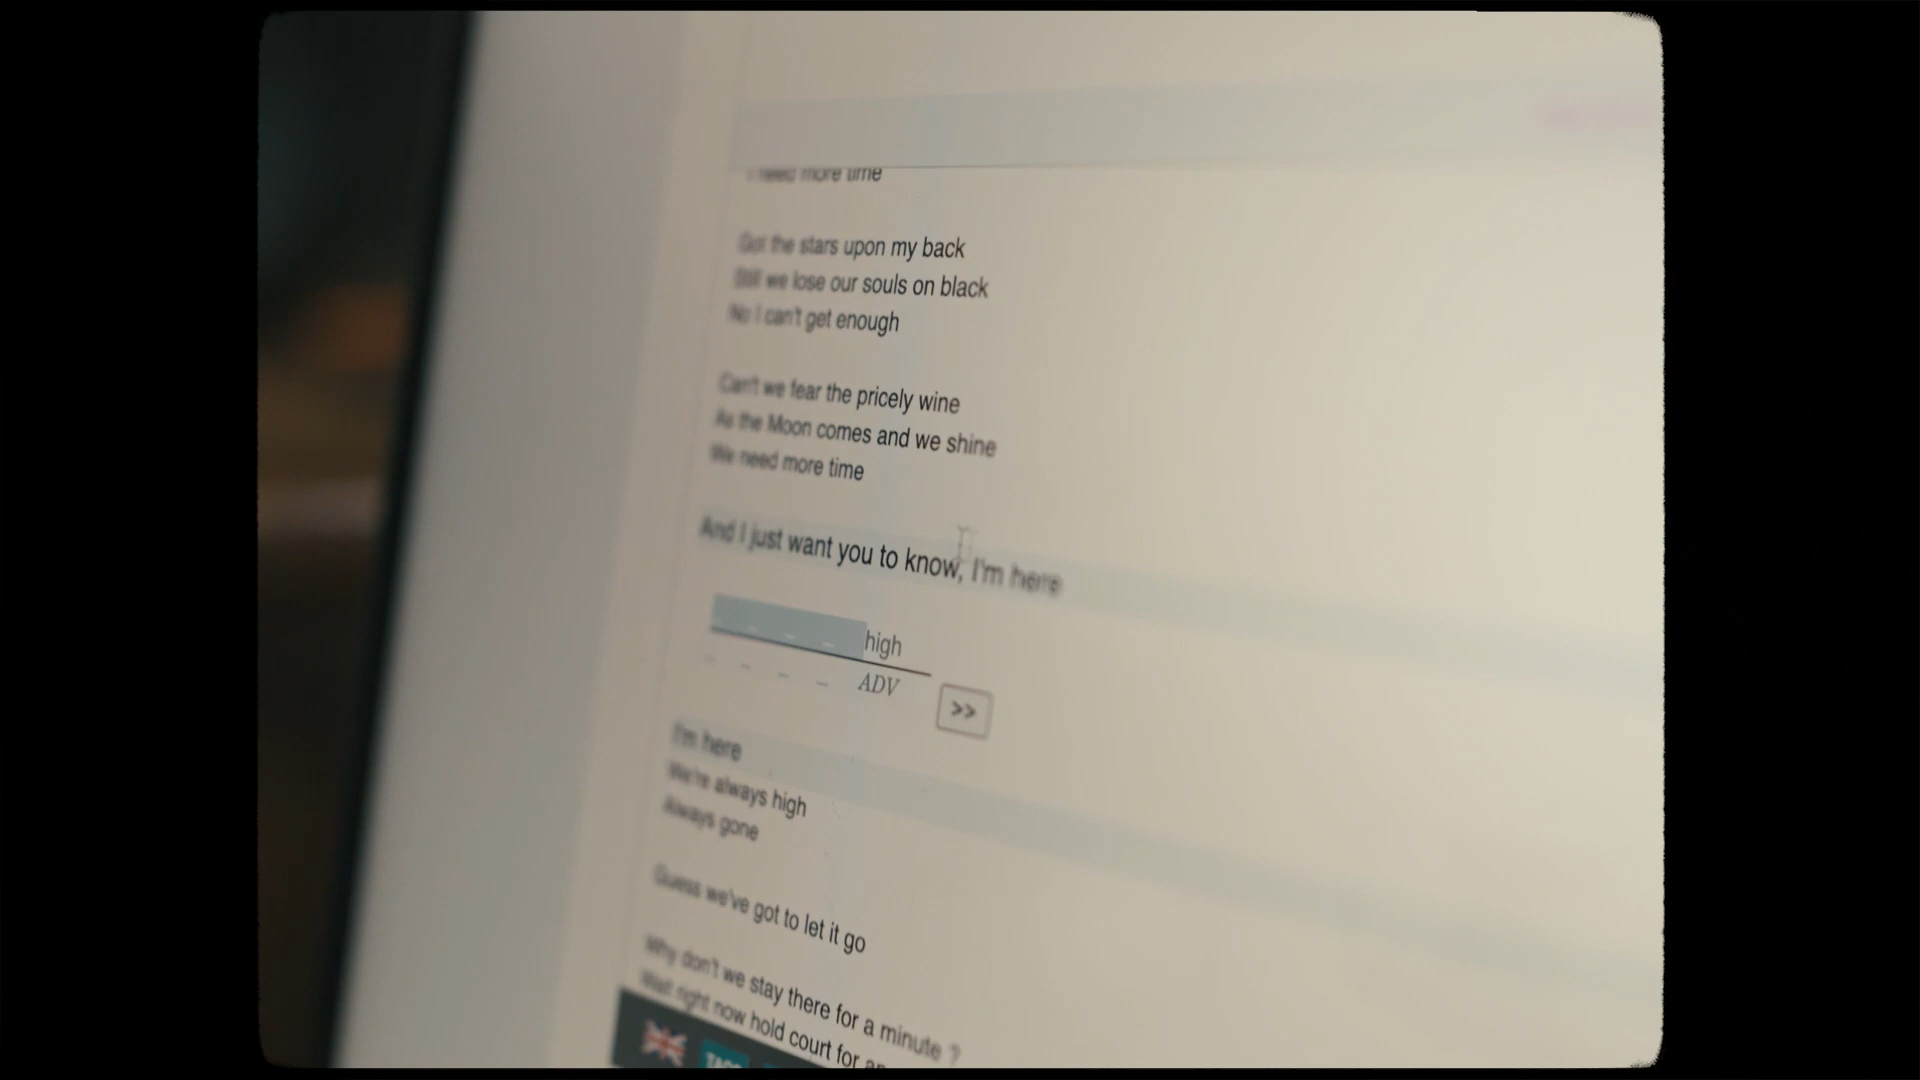 I need more time
Got the stars upon my back
Still we lose our souls on black
No I can't get enough
Can't we fear the pricely wine
As the Moon comes and we shine
We need more time
And I just want you to know, I'm here
_ _ _ _ high
_ _ _ _ ADV
>>
I'm here
We're always high
Always gone
Guess we've got to let it go
Why don't we stay there for a minute ?
Wait right now hold court for